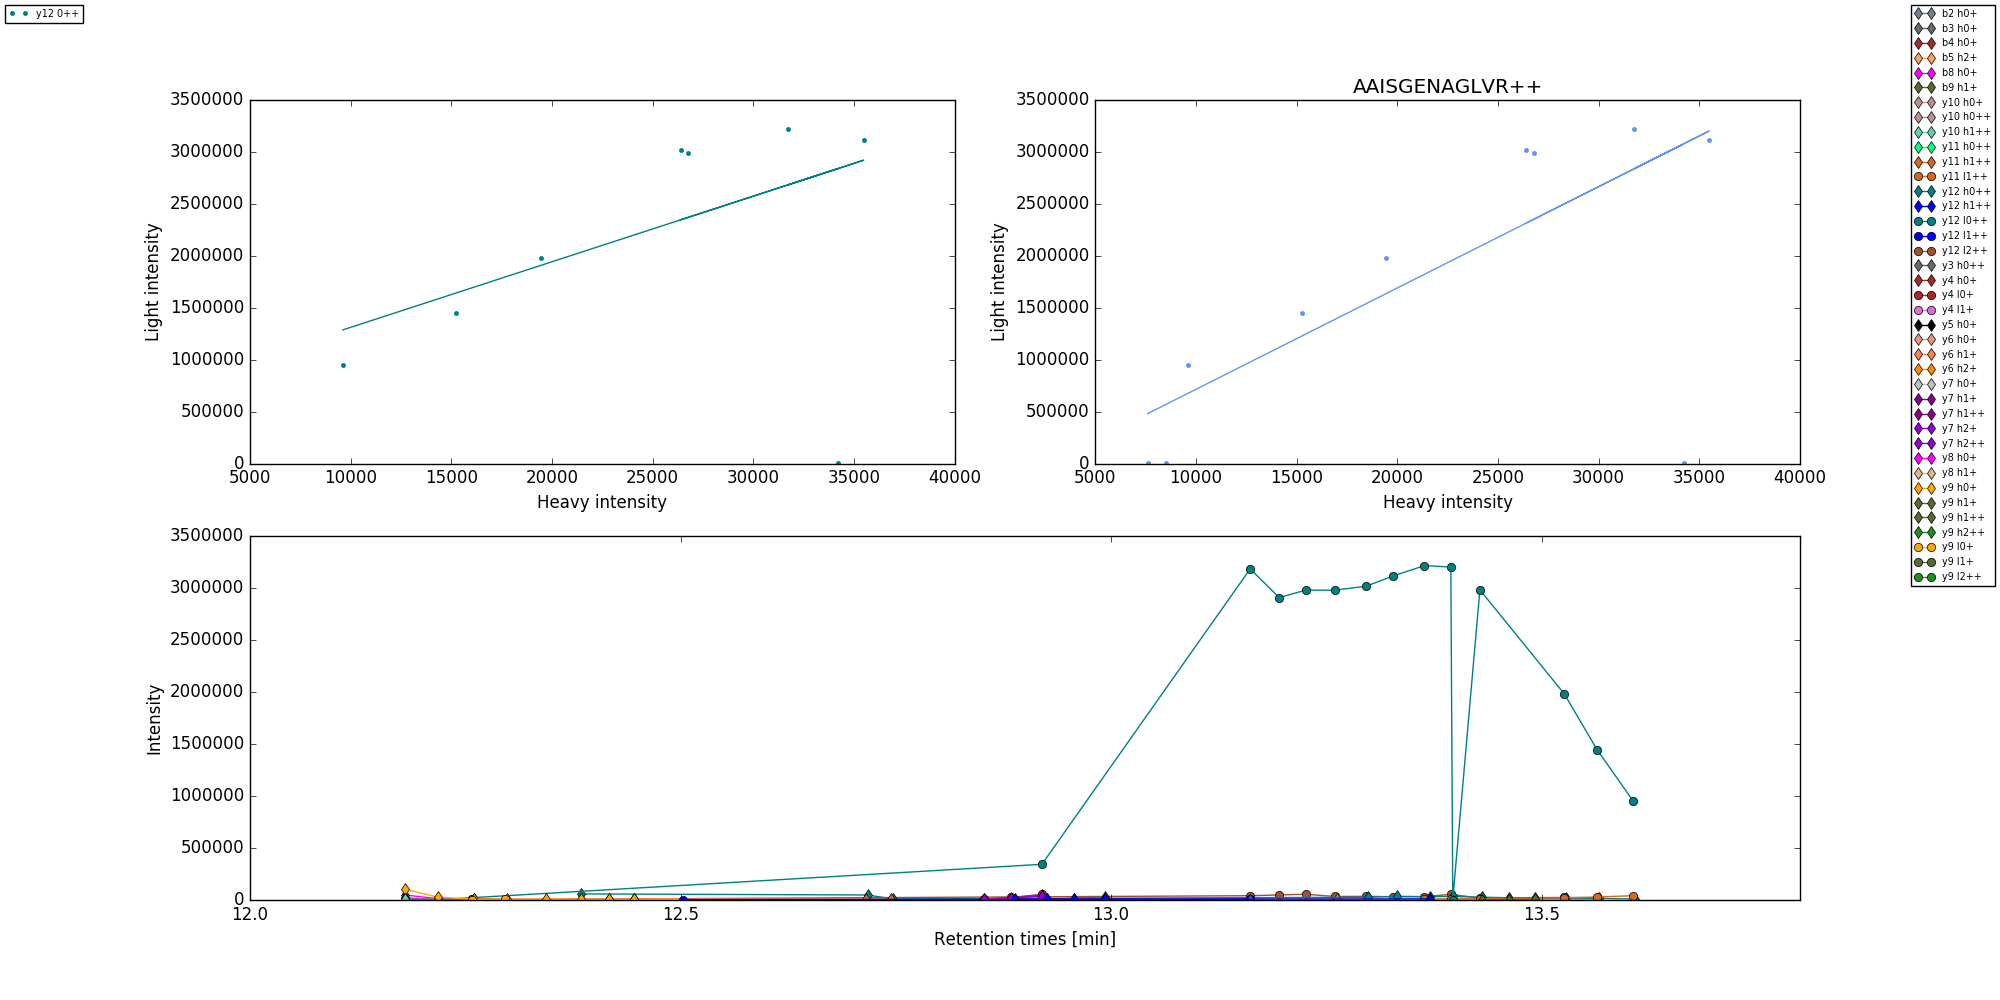 y12 0++
AAISGENAGLVR++
3500000
3000000
2500000
2000000
1500000
1000000
500000
0
Light intensity
5000
10000
15000
20000
25000
30000
35000
40000
Heavy intensity
3500000
3000000
2500000
2000000
1500000
1000000
500000
0
Light intensity
5000
10000
15000
20000
25000
30000
35000
40000
Heavy intensity
3500000
3000000
2500000
2000000
1500000
1000000
500000
0
Intensity
12.0
12.5
13.0
13.5
Retention times [min]
b2 h0+
b3 h0+
b4 h0+
b5 h2+
b8 h0+
b9 h1+
y10 h0+
y10 h0++
y10 h1++
y11 h0++
y11 h1++
y11 l1++
y12 h0++
y12 h1++
y12 l0++
y12 l1++
y12 l2++
y3 h0++
y4 h0+
y4 l0+
y4 l1+
y5 h0+
y6 h0+
y6 h1+
y6 h2+
y7 h0+
y7 h1+
y7 h1++
y7 h2+
y7 h2++
y8 h0+
y8 h1+
y9 h0+
y9 h1+
y9 h1++
y9 h2++
y9 l0+
y9 l1+
y9 l2++